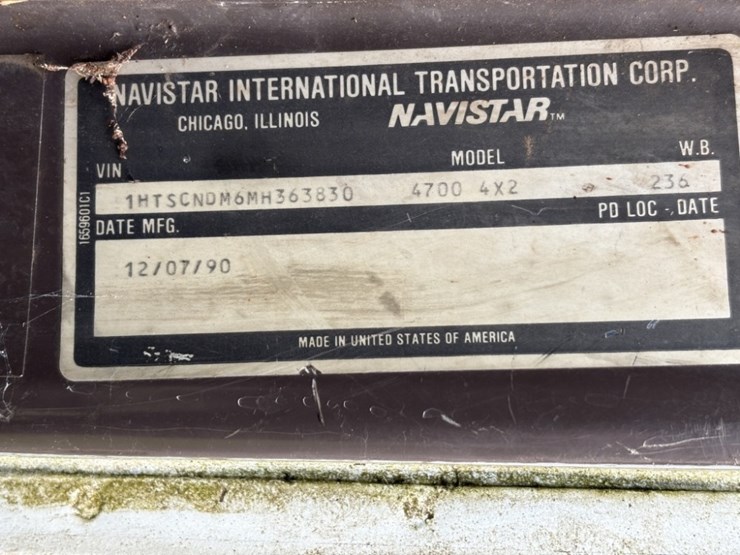 NAVISTAR INTERNATIONAL TRANSPORTATION CORP.
CHICAGO, ILLINOIS NAVISTAR™
VIN MODEL W.B.
1HTSCNDM6MH363830 4700 4X2 236
DATE MFG. PD LOC - DATE
12/07/90
MADE IN UNITED STATES OF AMERICA
1659601C1